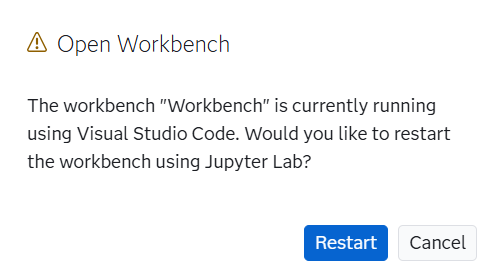 Open Workbench
The workbench "Workbench" is currently running
using Visual Studio Code. Would you like to restart
the workbench using Jupyter Lab?
Restart Cancel